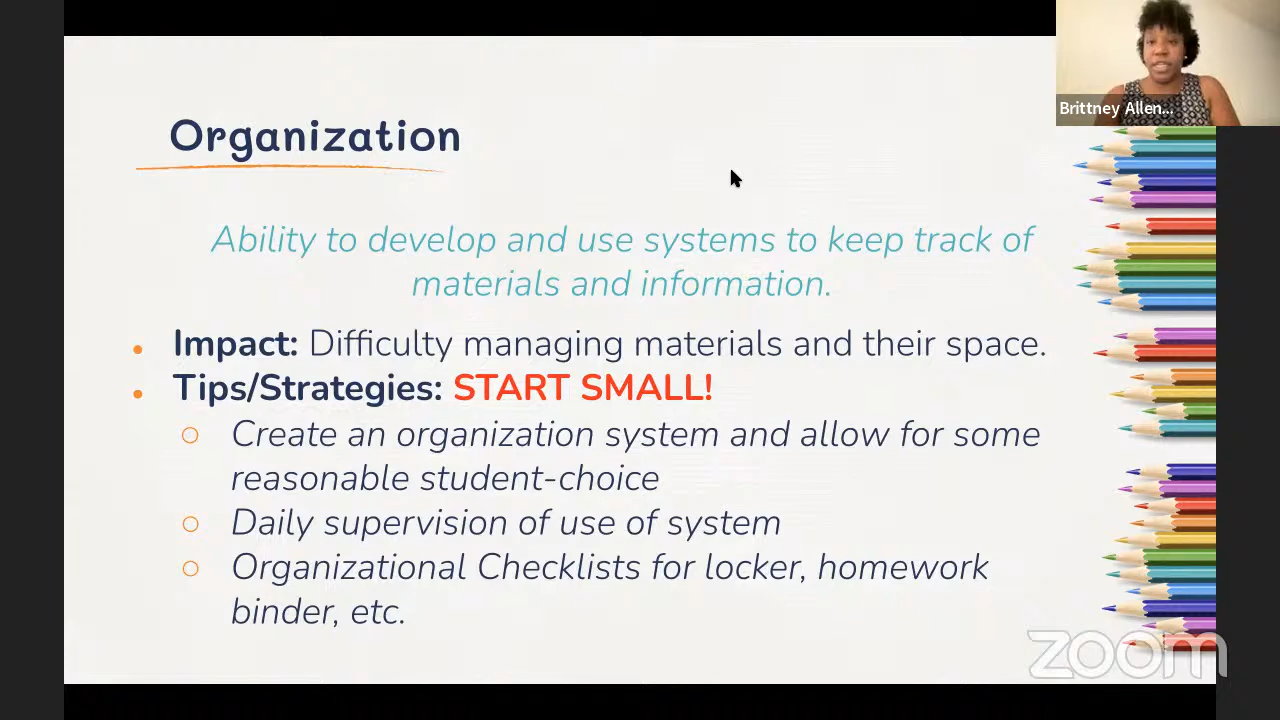 Brittney Allen...
Organization
Ability to develop and use systems to keep track of
materials and information.
• Impact: Difficulty managing materials and their space.
• Tips/Strategies: START SMALL!
○ Create an organization system and allow for some
reasonable student-choice
○ Daily supervision of use of system
○ Organizational Checklists for locker, homework
binder, etc.
zoom